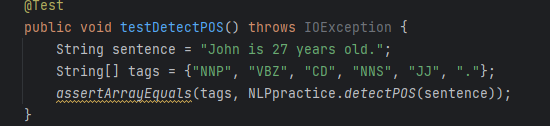 @Test
public void testDetectPOS() throws IOException {
String sentence = "John is 27 years old.";
String[] tags = {"NNP", "VBZ", "CD", "NNS", "JJ", "."};
assertArrayEquals(tags, NLPpractice.detectPOS(sentence));
}